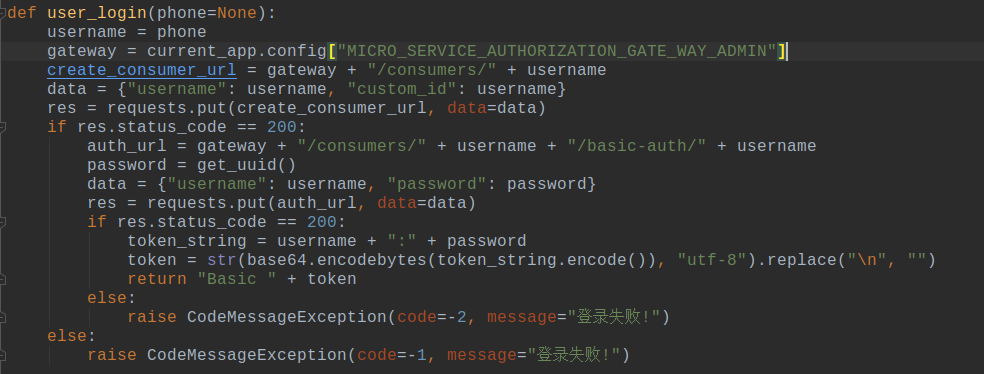 def user_login(phone=None):
    username = phone
    gateway = current_app.config["MICRO_SERVICE_AUTHORIZATION_GATE_WAY_ADMIN"]
    create_consumer_url = gateway + "/consumers/" + username
    data = {"username": username, "custom_id": username}
    res = requests.put(create_consumer_url, data=data)
    if res.status_code == 200:
        auth_url = gateway + "/consumers/" + username + "/basic-auth/" + username
        password = get_uuid()
        data = {"username": username, "password": password}
        res = requests.put(auth_url, data=data)
        if res.status_code == 200:
            token_string = username + ":" + password
            token = str(base64.encodebytes(token_string.encode()), "utf-8").replace("\n", "")
            return "Basic " + token
        else:
            raise CodeMessageException(code=-2, message="登录失败!")
    else:
        raise CodeMessageException(code=-1, message="登录失败!")